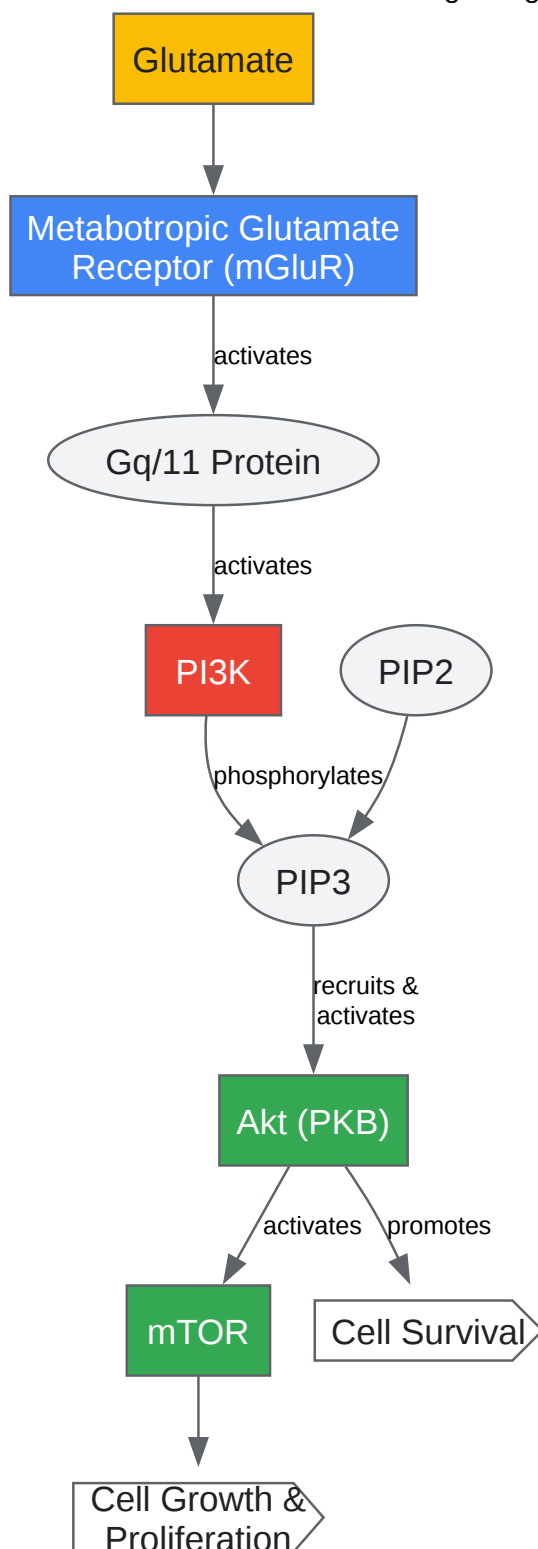 Glutamate
Metabotropic Glutamate
Receptor (mGluR)
activates
Gq/11 Protein
activates
PI3K
PIP2
phosphorylates
PIP3
recruits &
activates
Akt (PKB)
activates
promotes
mTOR
Cell Survival
Cell Growth &
Proliferation